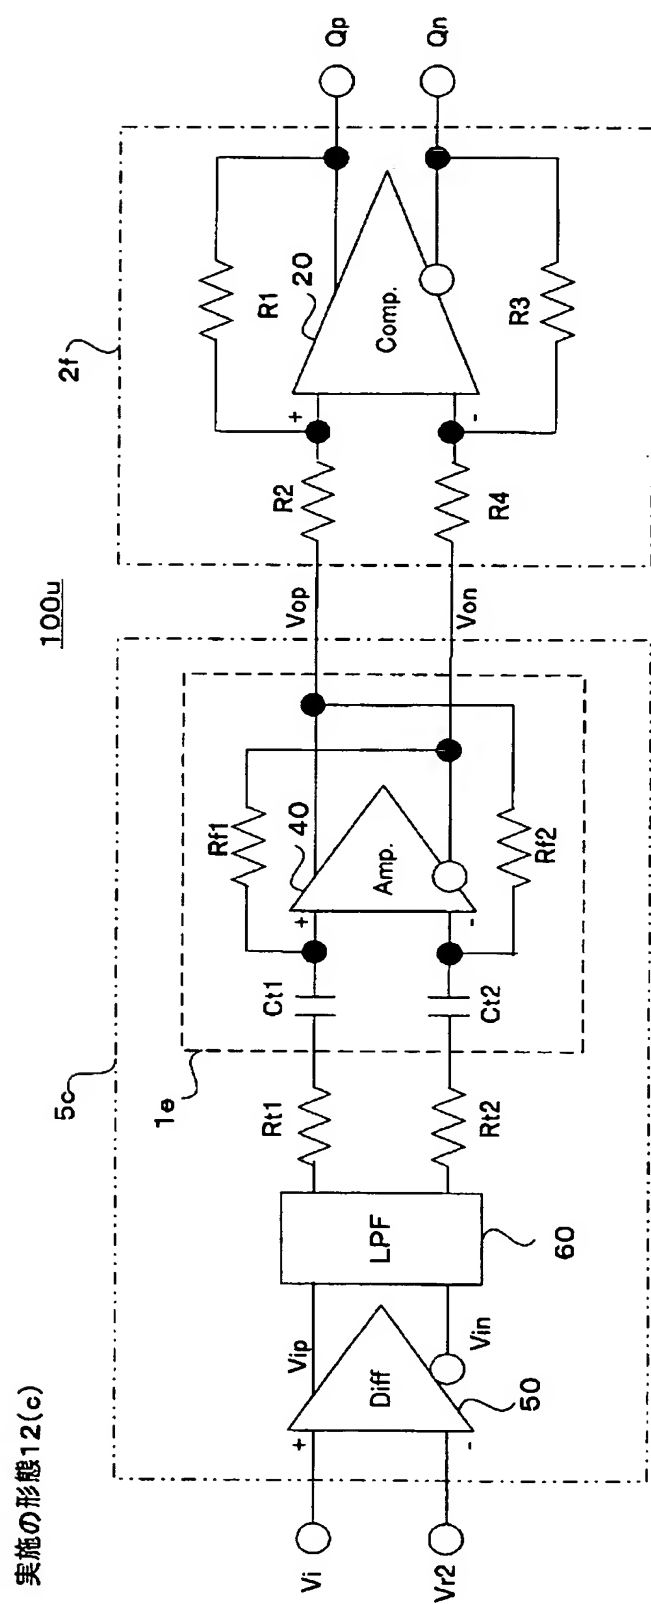 実施の形態12(c)
100u
5c
2f
1e
Rf1
R1
40
20
Vi
+
Vip
Rt1
Ct1
+
Vop
R2
+
Qp
Diff
LPF
Amp.
Comp.
Vr2
-
Vin
Rt2
Ct2
-
Von
R4
-
Qn
50
60
Rf2
R3